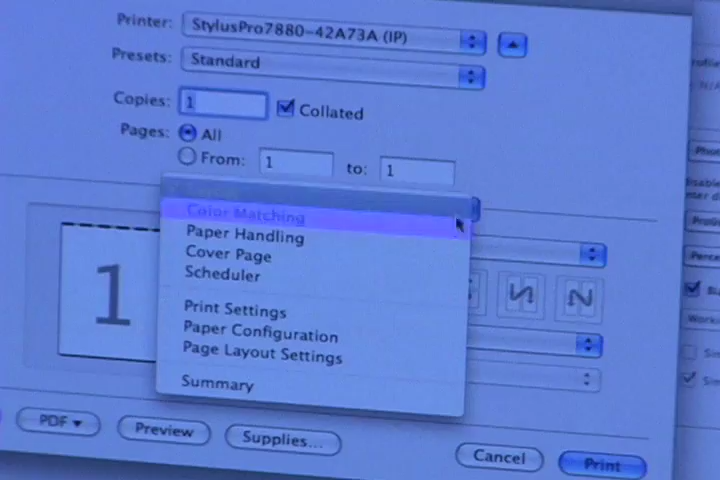 Printer: StylusPro7880-42A73A (IP)
Presets: Standard
Copies: 1 Collated
Pages: All
From: 1 to: 1
Color Matching
Paper Handling
Cover Page
Scheduler
Print Settings
Paper Configuration
Page Layout Settings
Summary
1
PDF Preview Supplies... Cancel Print